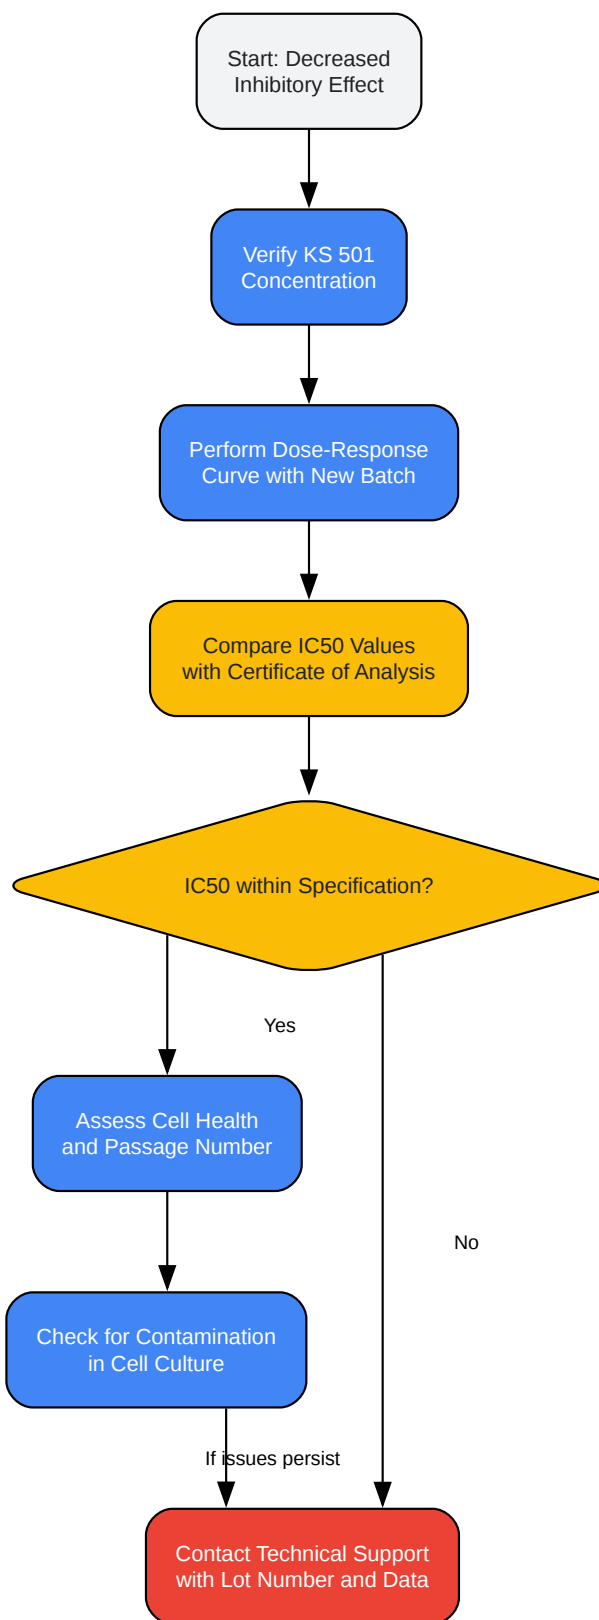 Start: Decreased
Inhibitory Effect
Verify KS 501
Concentration
Perform Dose-Response
Curve with New Batch
Compare IC50 Values
with Certificate of Analysis
IC50 within Specification?
Yes
Assess Cell Health
and Passage Number
No
Check for Contamination
in Cell Culture
If issues persist
Contact Technical Support
with Lot Number and Data